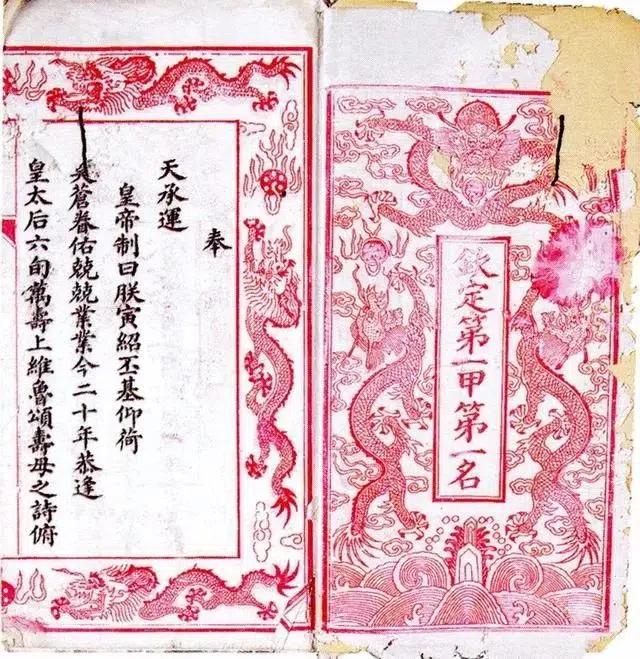 欽定第一甲第一名
奉
天承運
皇帝制曰朕寅紹丕基仰荷
蒼眷佑兢兢業業今二十年恭逢
皇太后六旬萬壽上維魯頌壽母之詩俯